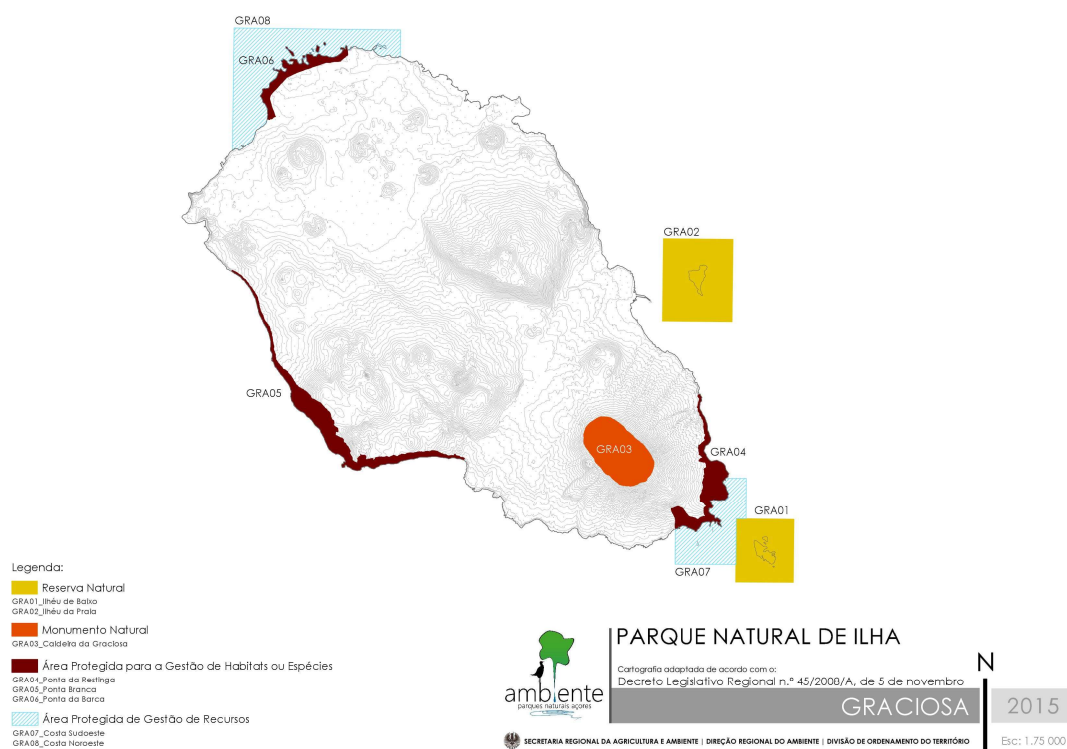 GRA08
GRA06
GRA02
GRA05
GRA03
GRA04
GRA01
GRA07
Legenda:
Reserva Natural
GRA01_Ilhéu de Baixo
GRA02_Ilhéu da Praia
Monumento Natural
GRA03_Caldeira da Graciosa
Área Protegida para a Gestão de Habitats ou Espécies
GRA04_Ponta da Restinga
GRA05_Ponta Branca
GRA06_Ponta da Barca
Área Protegida de Gestão de Recursos
GRA07_Costa Sudoeste
GRA08_Costa Noroeste
ambiente
parques naturais açores
PARQUE NATURAL DE ILHA
Cartografia adaptada de acordo com o:
Decreto Legislativo Regional n.º 45/2008/A, de 5 de novembro
GRACIOSA
N
2015
SECRETARIA REGIONAL DA AGRICULTURA E AMBIENTE | DIREÇÃO REGIONAL DO AMBIENTE | DIVISÃO DE ORDENAMENTO DO TERRITÓRIO
Esc: 1.75 000